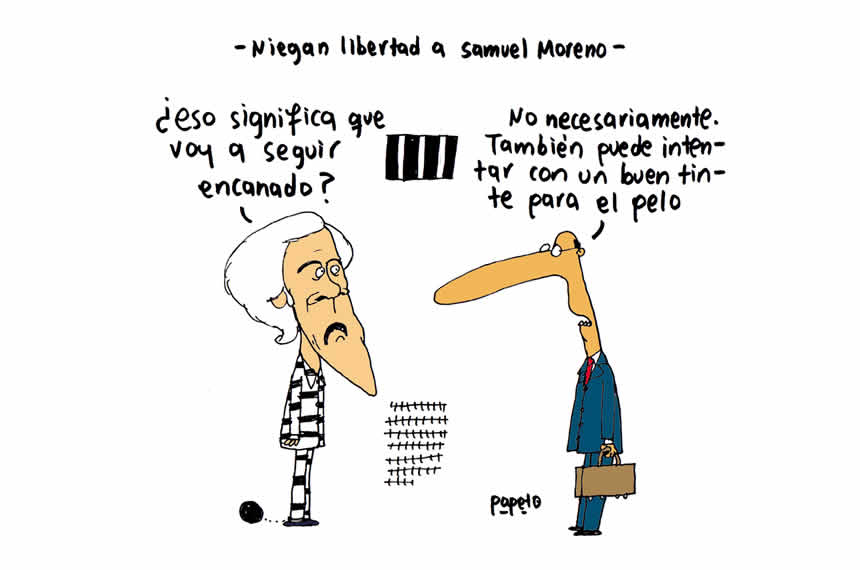 - Niegan libertad a Samuel Moreno -
¿eso significa que
voy a seguir
encanado?
No necesariamente.
También puede inten-
tar con un buen tin-
te para el pelo
papeto